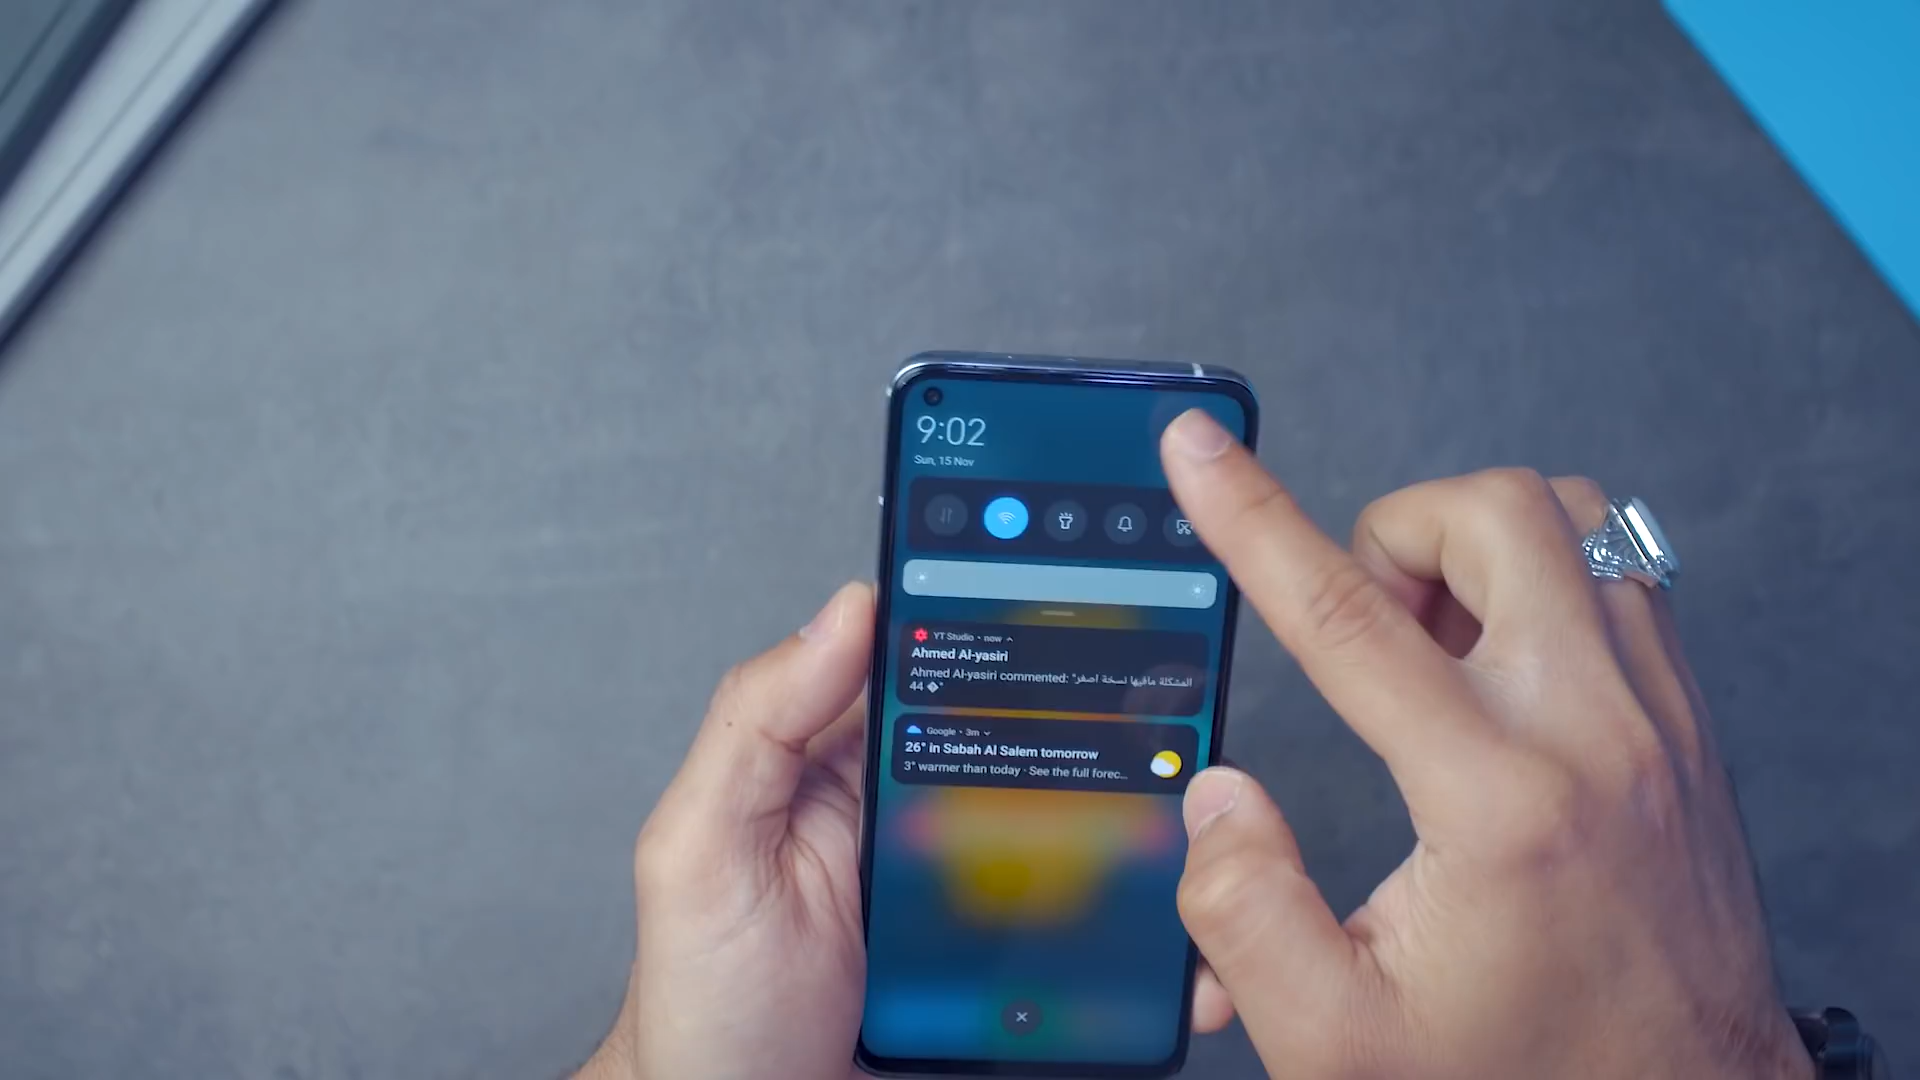 9:02
Sun, 15 Nov
YT Studio • now
Ahmed Al-yasiri
Ahmed Al-yasiri commented: "المشكلة مافيها نسخة اصفر
44 �"
Google • 3m
26° in Sabah Al Salem tomorrow
3° warmer than today · See the full forec...